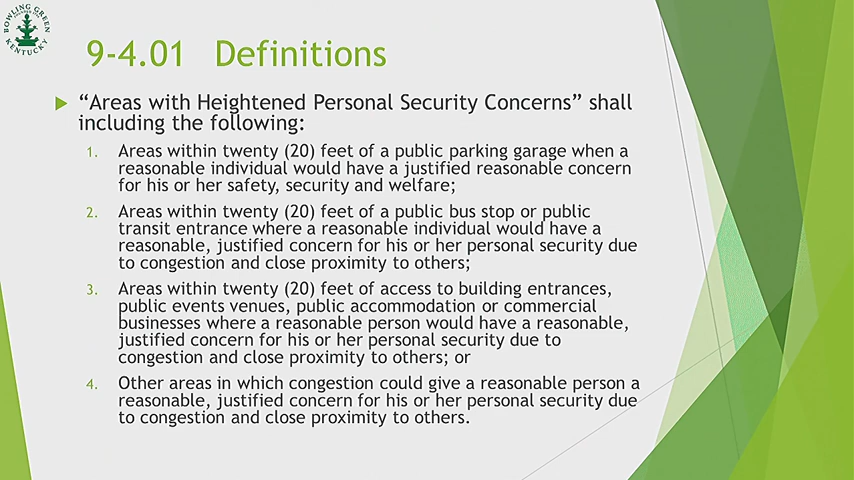 BOWLING GREEN
KENTUCKY
9-4.01 Definitions
“Areas with Heightened Personal Security Concerns” shall
including the following:
1. Areas within twenty (20) feet of a public parking garage when a
reasonable individual would have a justified reasonable concern
for his or her safety, security and welfare;
2. Areas within twenty (20) feet of a public bus stop or public
transit entrance where a reasonable individual would have a
reasonable, justified concern for his or her personal security due
to congestion and close proximity to others;
3. Areas within twenty (20) feet of access to building entrances,
public events venues, public accommodation or commercial
businesses where a reasonable person would have a reasonable,
justified concern for his or her personal security due to
congestion and close proximity to others; or
4. Other areas in which congestion could give a reasonable person a
reasonable, justified concern for his or her personal security due
to congestion and close proximity to others.